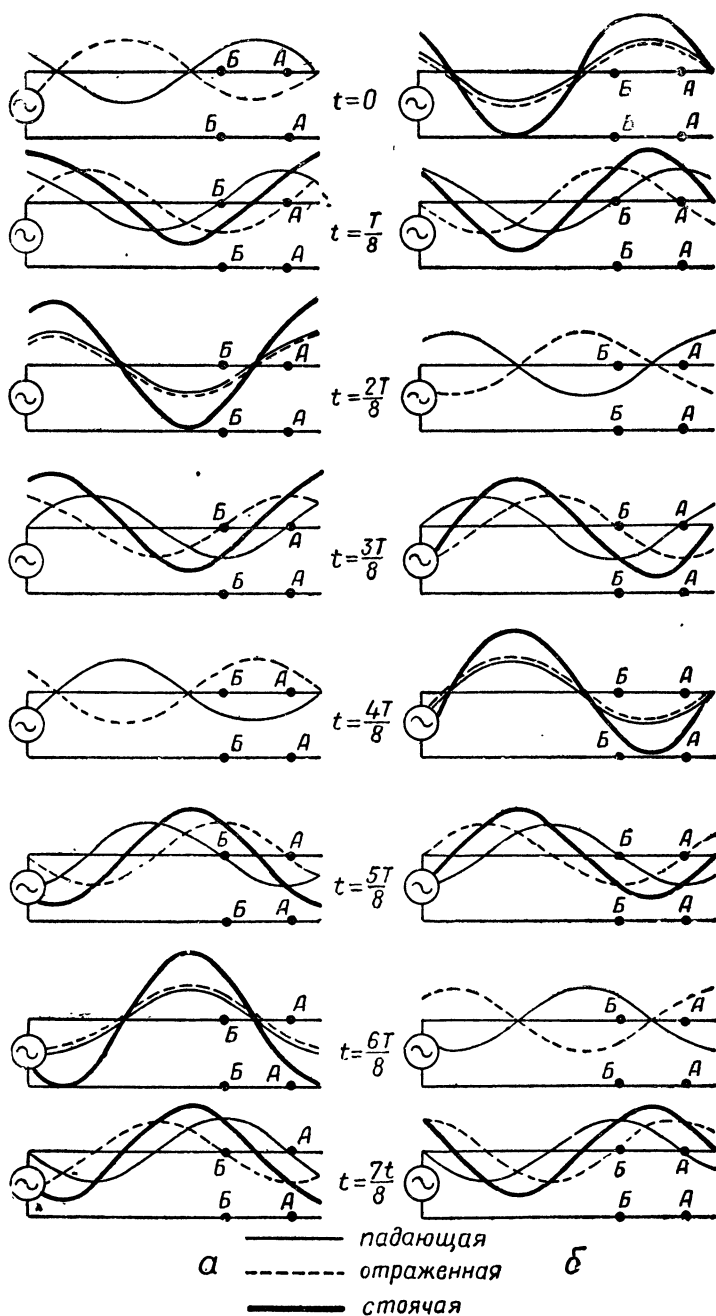 Б А Б А
Б А t=0 Б А
Б А Б А
Б А t=T/8 Б А
Б А Б А
Б А t=2T/8 Б А
Б А Б А
Б А t=3T/8 Б А
Б А Б А
Б А t=4T/8 Б А
Б А Б А
Б А t=5T/8 Б А
Б А Б А
Б А t=6T/8 Б А
Б А Б А
Б А t=7t/8 Б А
падающая
а отраженная б
стоячая